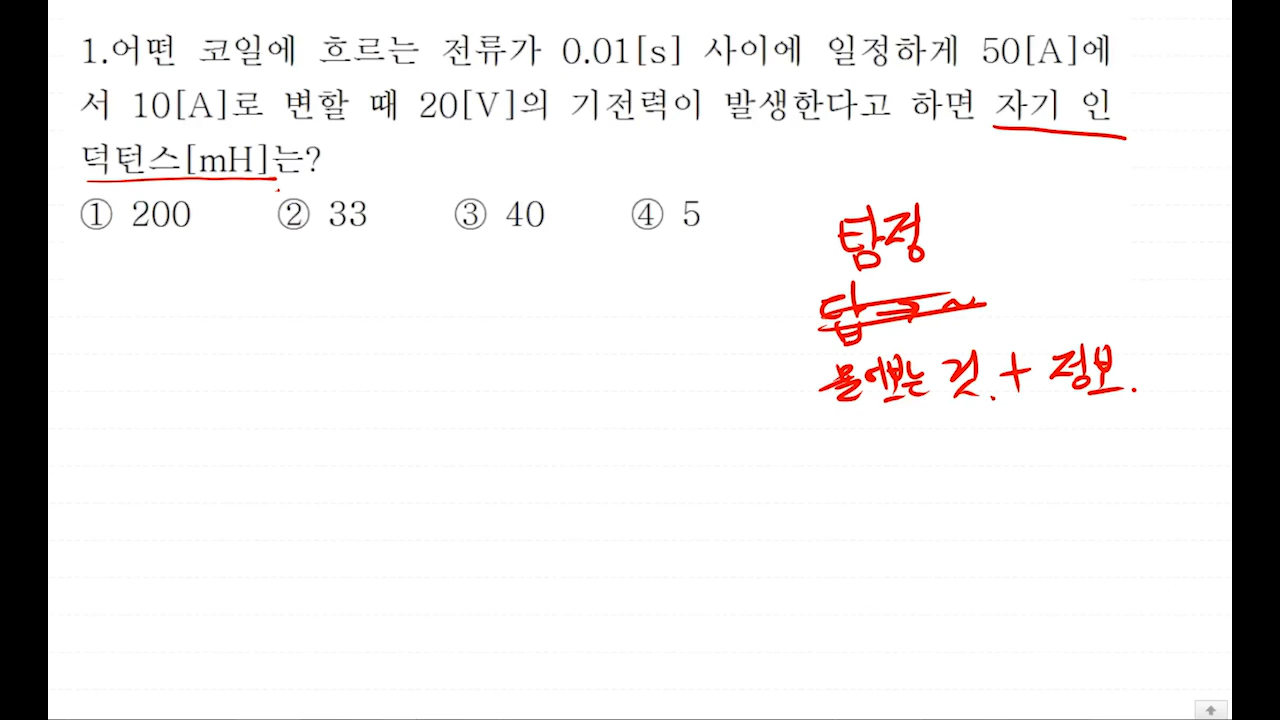 1.어떤 코일에 흐르는 전류가 0.01[s] 사이에 일정하게 50[A]에
서 10[A]로 변할 때 20[V]의 기전력이 발생한다고 하면 자기 인
덕턴스[mH]는?
① 200 ② 33 ③ 40 ④ 5
탐정
답 → ~
물어보는 것. + 정보.